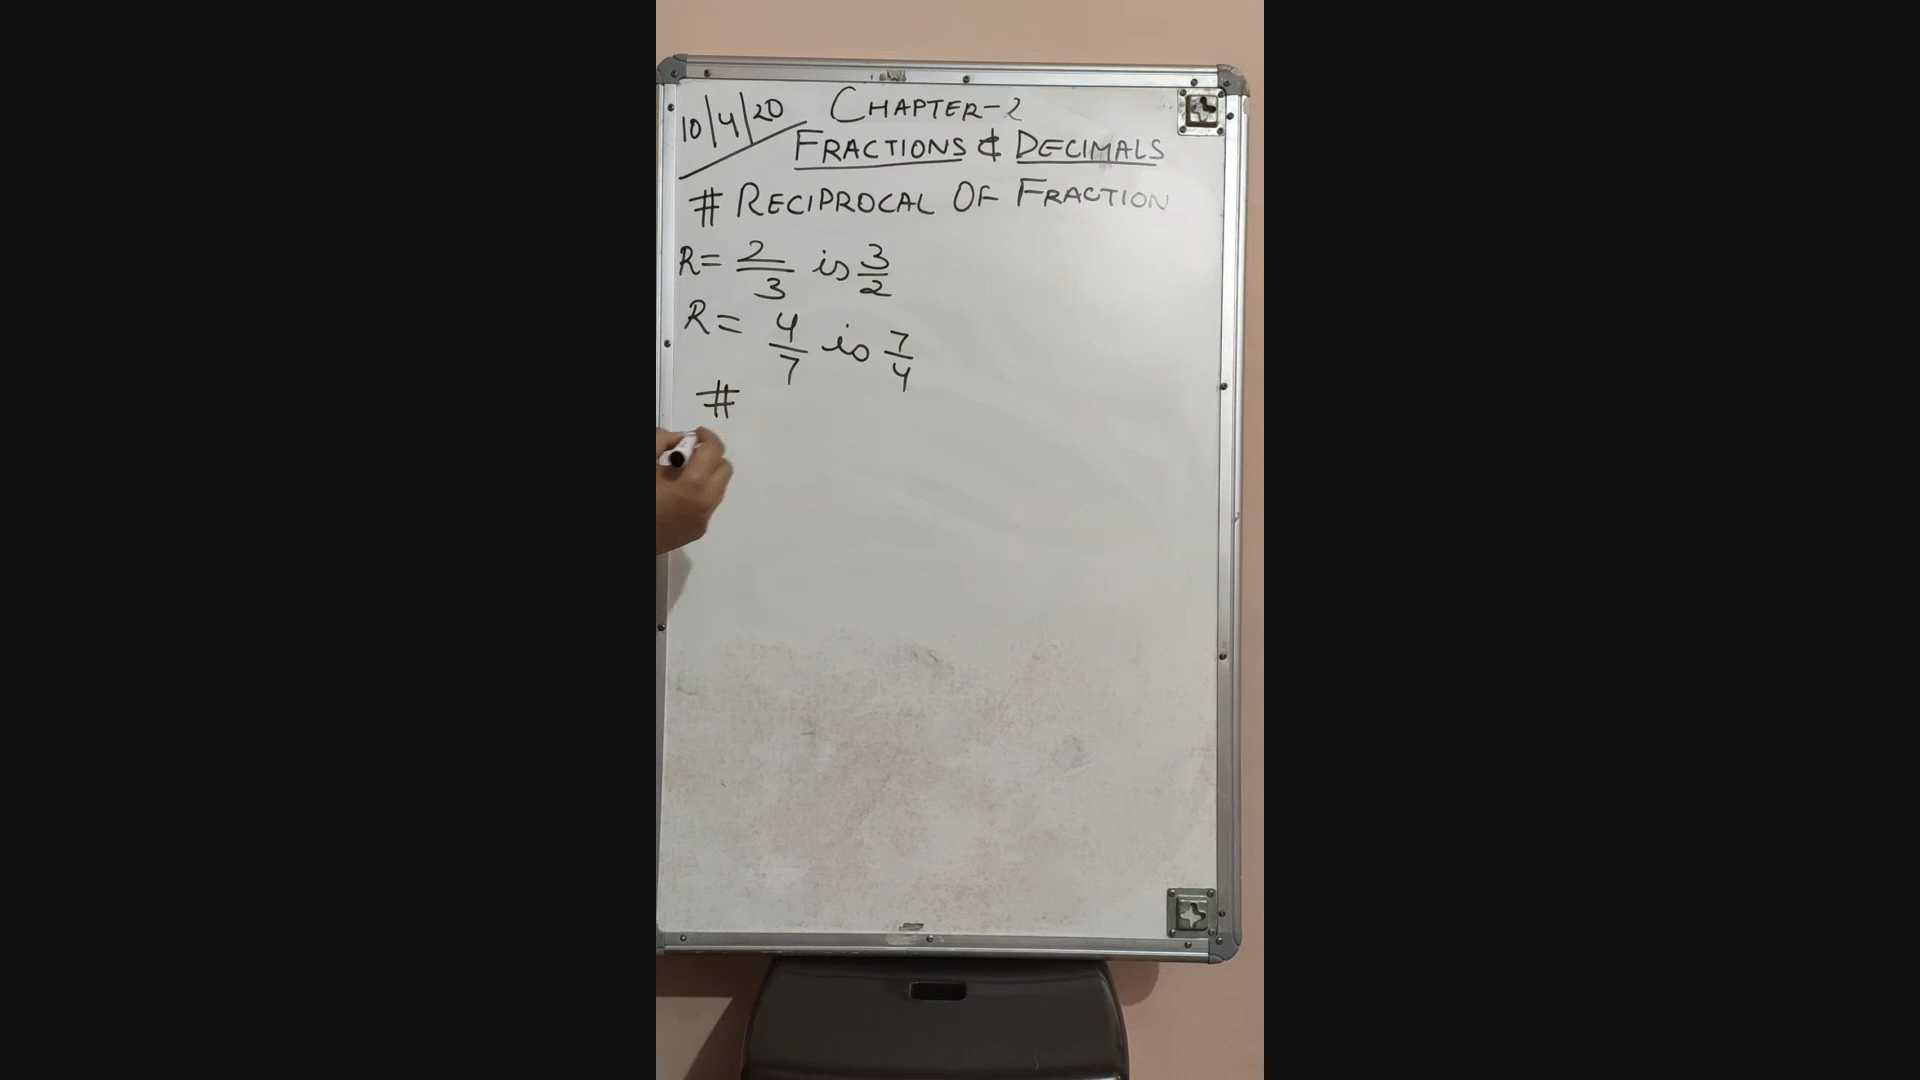 10/4/20 CHAPTER-2
FRACTIONS & DECIMALS
# RECIPROCAL OF FRACTION
R= 2/3 is 3/2
R= 4/7 is 7/4
#